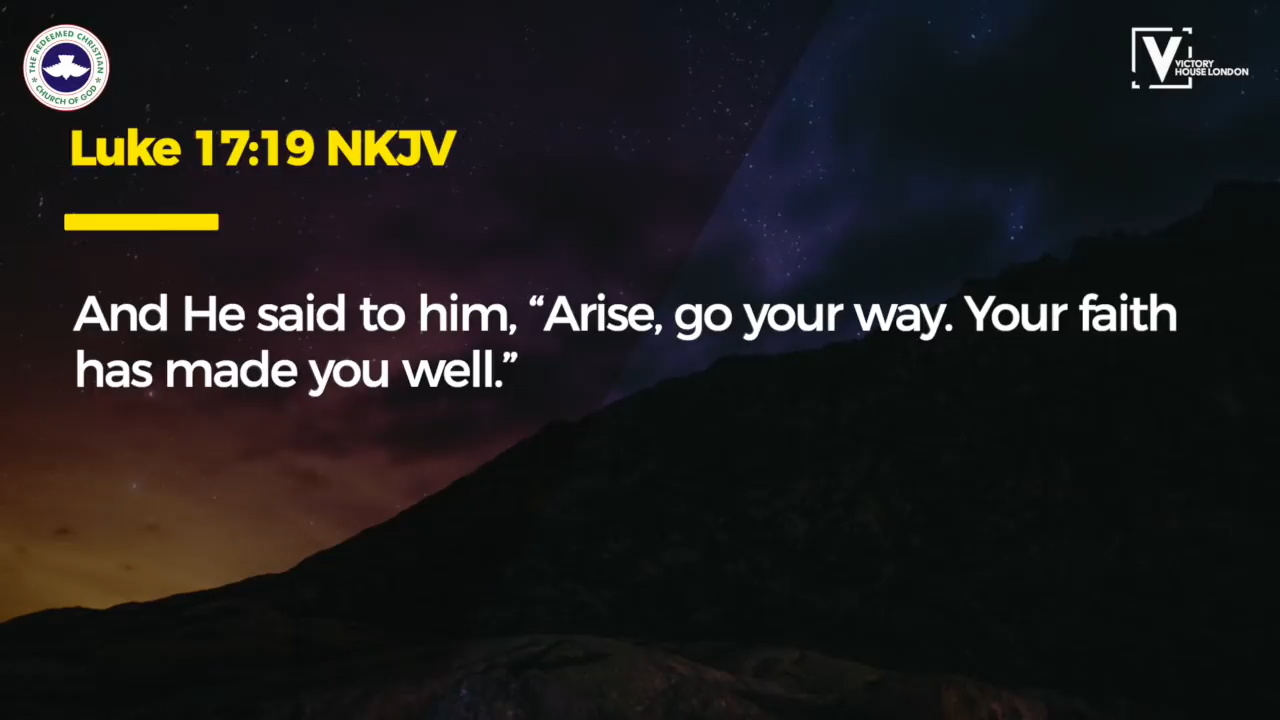 THE REDEEMED CHRISTIAN
CHURCH OF GOD
V
VICTORY
HOUSE LONDON
Luke 17:19 NKJV
And He said to him, “Arise, go your way. Your faith
has made you well.”